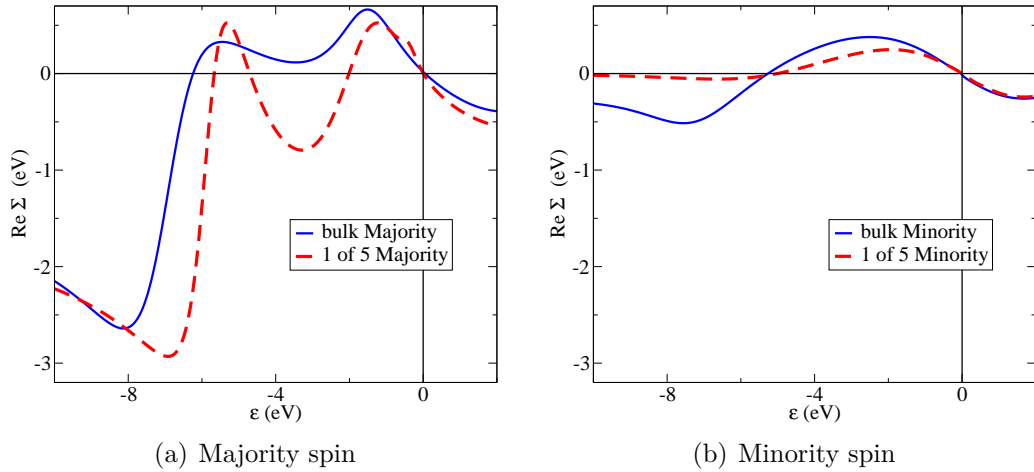 0
-1
-2
-3
Re Σ (eV)
bulk Majority
1 of 5 Majority
-8
-4
0
ε (eV)
(a) Majority spin
0
-1
-2
-3
Re Σ (eV)
bulk Minority
1 of 5 Minority
-8
-4
0
ε (eV)
(b) Minority spin